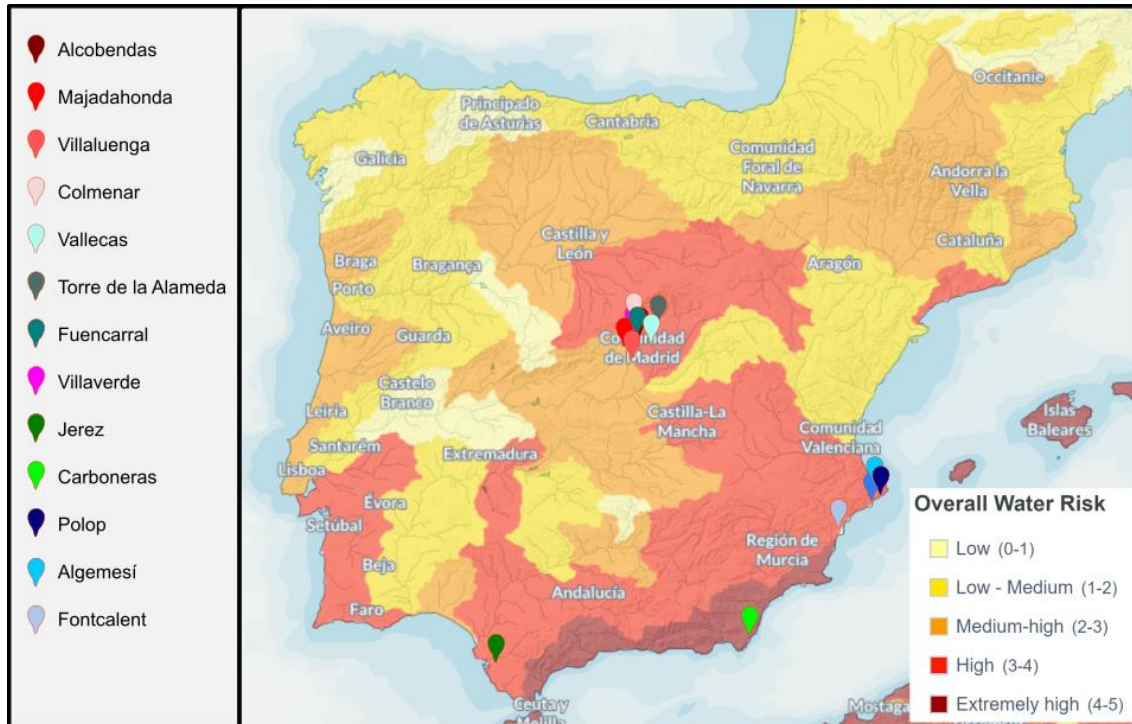 Alcobendas
Majadahonda
Villaluenga
Colmenar
Vallecas
Torre de la Alameda
Fuencarral
Villaverde
Jerez
Carboneras
Polop
Algemesí
Fontcalent
Occitanie
Principado
de Asturias
Cantabria
Galicia
Comunidad
Foral de
Navarra
Andorra la
Vella
Castilla y
León
Cataluña
Braga
Bragança
Aragón
Porto
Aveiro
Guarda
Comunidad
de Madrid
Castelo
Branco
Leiria
Castilla-La
Mancha
Islas
Baleares
Comunidad
Valenciana
Santarém
Extremadura
Lisboa
Évora
Setúbal
Región de
Murcia
Beja
Andalucía
Faro
Ceuta y
Melilla
Overall Water Risk
Low (0-1)
Low - Medium (1-2)
Medium-high (2-3)
High (3-4)
Extremely high (4-5)